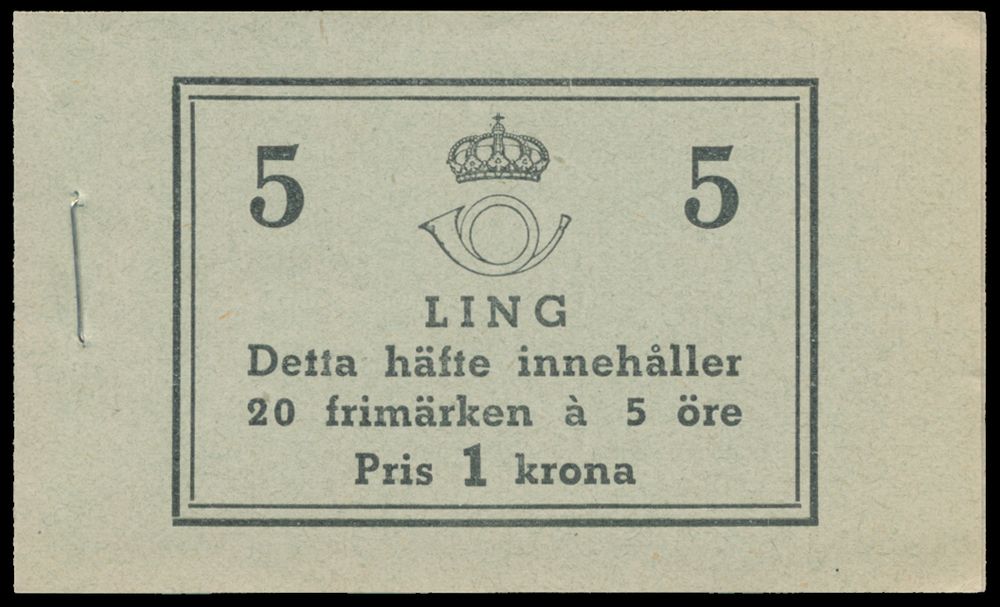 5 5
LING
Detta häfte innehåller
20 frimärken à 5 öre
Pris 1 krona